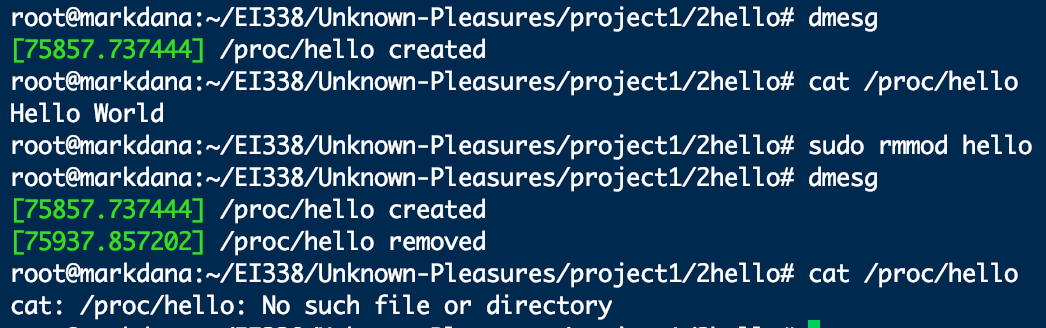 root@markdana:~/EI338/Unknown-Pleasures/project1/2hello# dmesg
[75857.737444] /proc/hello created
root@markdana:~/EI338/Unknown-Pleasures/project1/2hello# cat /proc/hello
Hello World
root@markdana:~/EI338/Unknown-Pleasures/project1/2hello# sudo rmmod hello
root@markdana:~/EI338/Unknown-Pleasures/project1/2hello# dmesg
[75857.737444] /proc/hello created
[75937.857202] /proc/hello removed
root@markdana:~/EI338/Unknown-Pleasures/project1/2hello# cat /proc/hello
cat: /proc/hello: No such file or directory